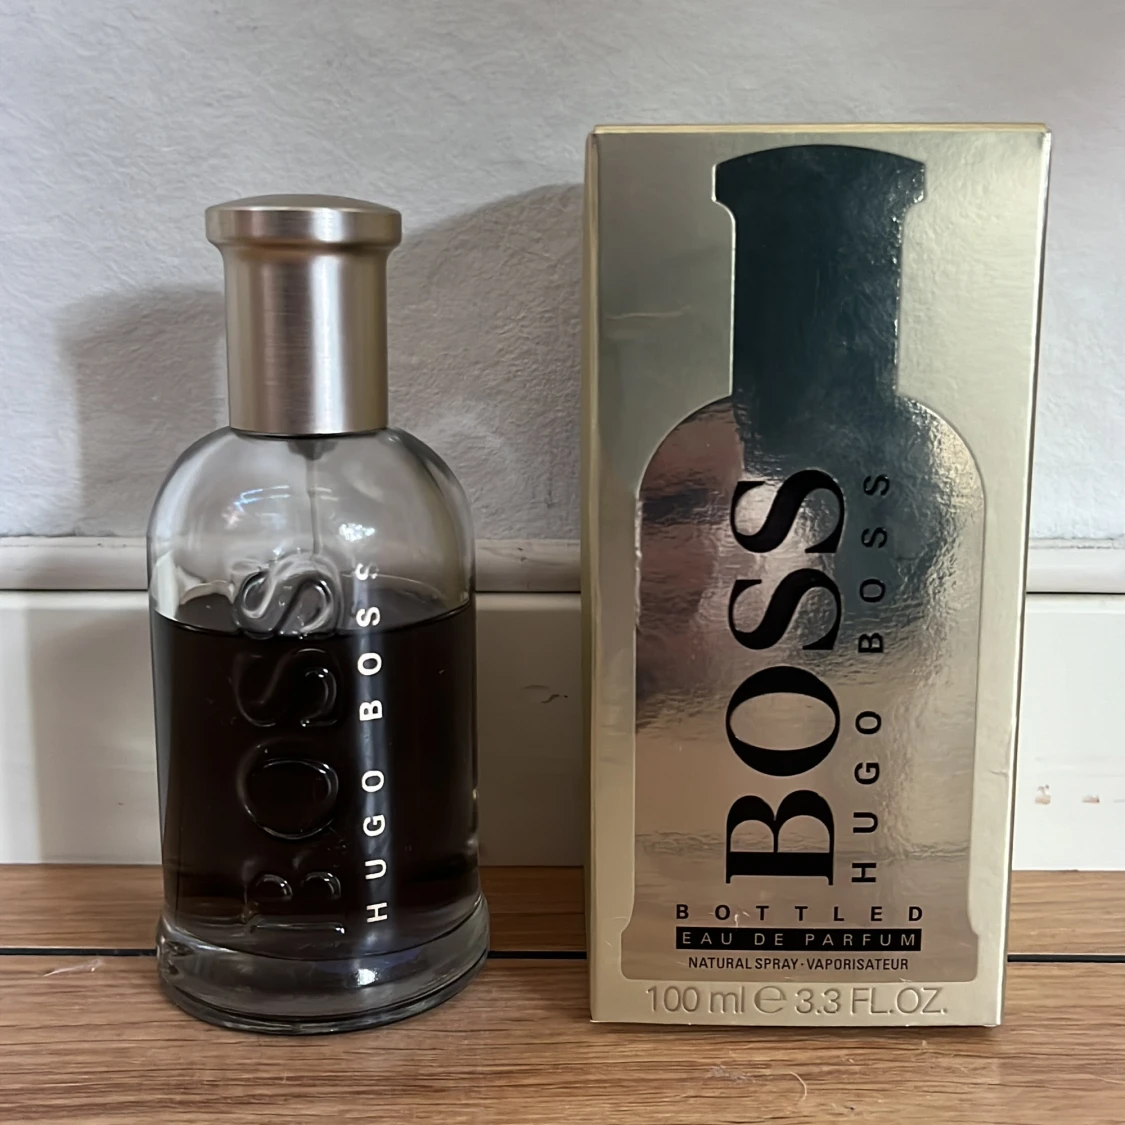 BOSS
HUGO BOSS
BOSS
HUGO BOSS
BOTTLED
EAU DE PARFUM
NATURAL SPRAY·VAPORISATEUR
100 ml ℮ 3.3 FL.OZ.